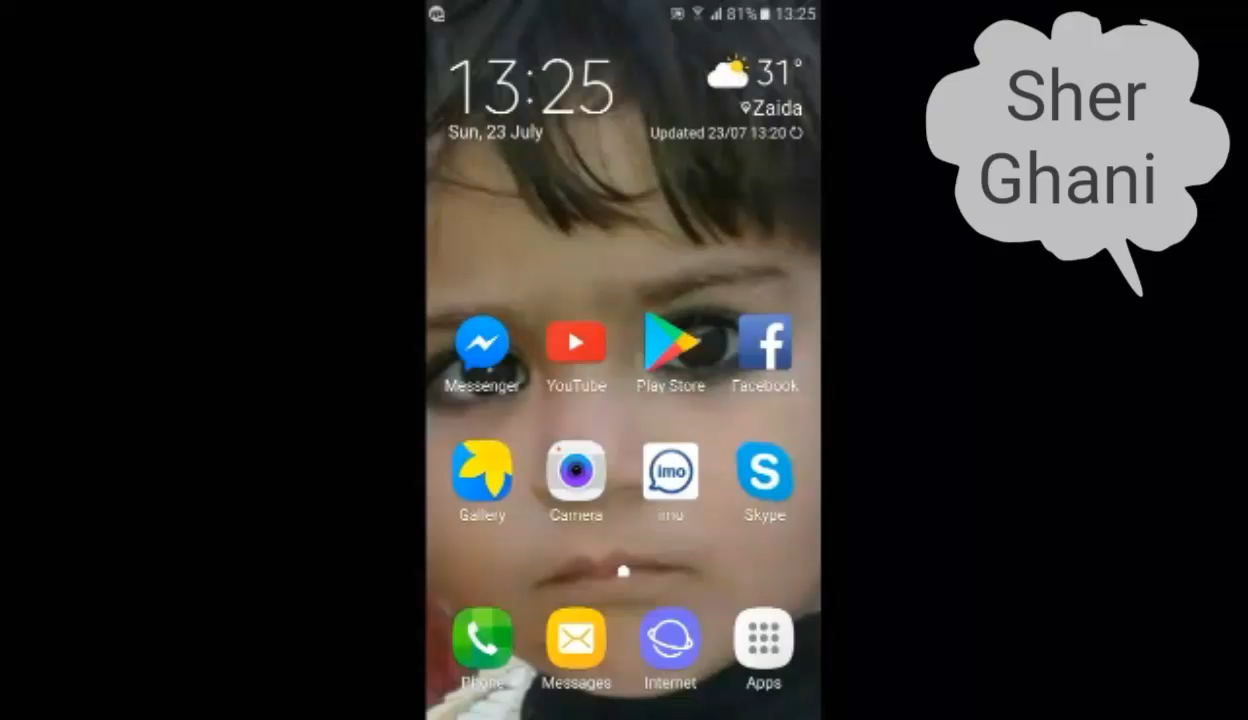 81% 13:25
13:25
31°
Zaida
Sun, 23 July
Updated 23/07 13:20
Sher
Ghani
Messenger
YouTube
Play Store
Facebook
imo
S
Gallery
Camera
imo
Skype
Phone
Messages
Internet
Apps